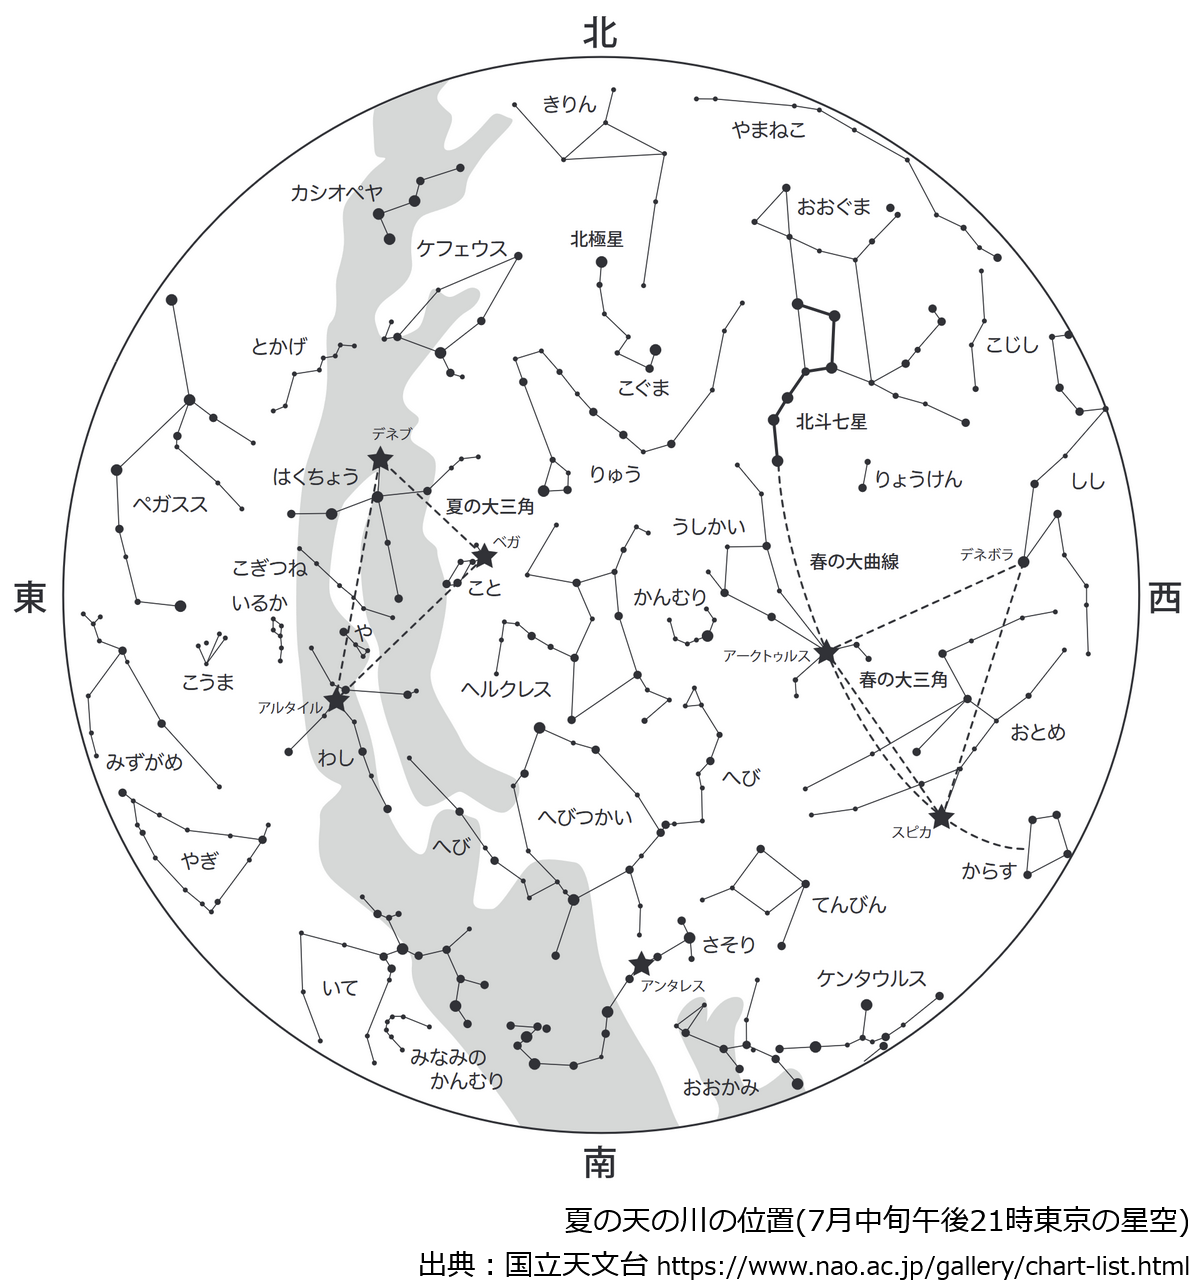 北
きりん
やまねこ
カシオペヤ
おおぐま
北極星
ケフェウス
とかげ
こじし
こぐま
北斗七星
デネブ
はくちょう
りゅう
りょうけん
しし
ペガスス
夏の大三角
うしかい
ベガ
デネボラ
春の大曲線
こぎつね
こと
東
西
いるか
かんむり
や
アークトゥルス
こうま
ヘルクレス
春の大三角
アルタイル
おとめ
わし
みずがめ
へび
へびつかい
スピカ
へび
やぎ
からす
てんびん
さそり
ケンタウルス
いて
アンタレス
みなみの
かんむり
おおかみ
南
夏の天の川の位置(7月中旬午後21時東京の星空)
出典：国立天文台 https://www.nao.ac.jp/gallery/chart-list.html